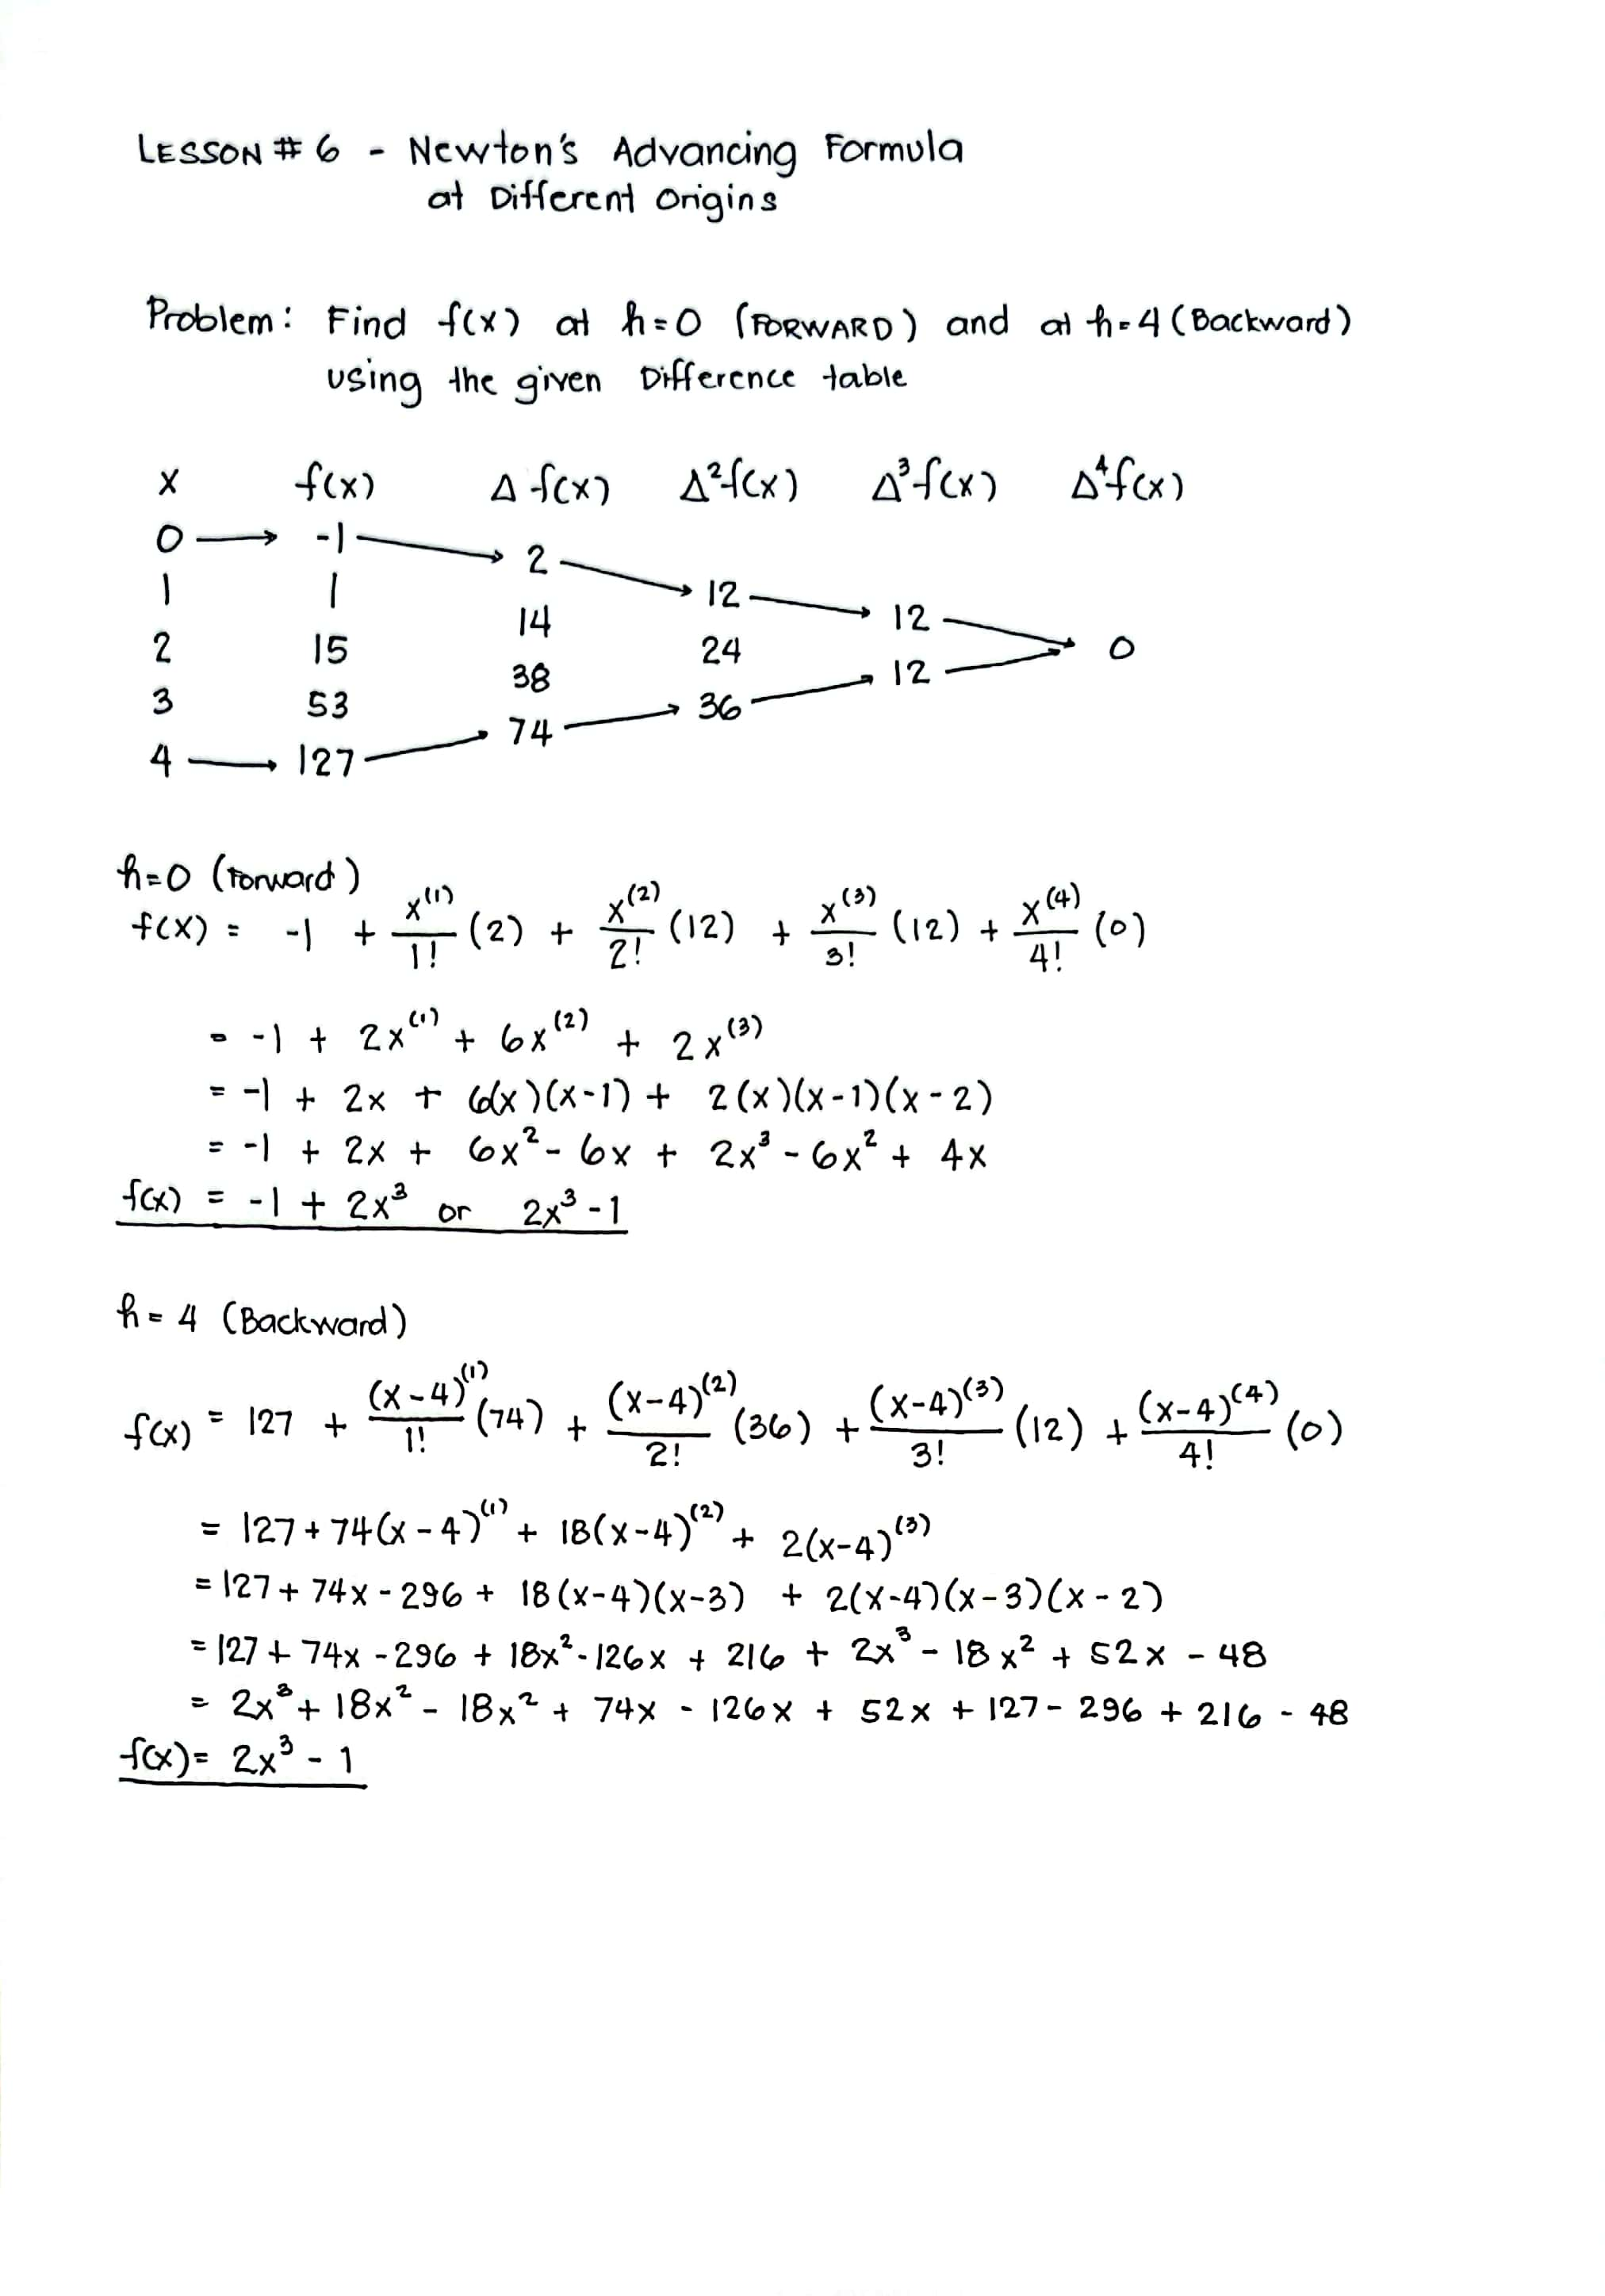 LESSON # 6 - Newton's Advancing Formula
at Different Origins
Problem: Find f(x) at h=0 (FORWARD) and at h=4 (Backward)
using the given Difference table
x f(x) Δ f(x) Δ²f(x) Δ³f(x) Δ⁴f(x)
0 → -1 → 2 → 12 → 12 → 0
1 1 14 24 12
2 15 38 36
3 53 74
4 → 127
h=0 (Forward)
f(x) = -1 + x⁽¹⁾/1! (2) + x⁽²⁾/2! (12) + x⁽³⁾/3! (12) + x⁽⁴⁾/4! (0)
= -1 + 2x⁽¹⁾ + 6x⁽²⁾ + 2x⁽³⁾
= -1 + 2x + 6(x)(x-1) + 2(x)(x-1)(x-2)
= -1 + 2x + 6x² - 6x + 2x³ - 6x² + 4x
f(x) = -1 + 2x³ or 2x³ - 1
h = 4 (Backward)
f(x) = 127 + (x-4)⁽¹⁾/1! (74) + (x-4)⁽²⁾/2! (36) + (x-4)⁽³⁾/3! (12) + (x-4)⁽⁴⁾/4! (0)
= 127 + 74(x-4)⁽¹⁾ + 18(x-4)⁽²⁾ + 2(x-4)⁽³⁾
= 127 + 74x - 296 + 18(x-4)(x-3) + 2(x-4)(x-3)(x-2)
= 127 + 74x - 296 + 18x² - 126x + 216 + 2x³ - 18x² + 52x - 48
= 2x³ + 18x² - 18x² + 74x - 126x + 52x + 127 - 296 + 216 - 48
f(x) = 2x³ - 1